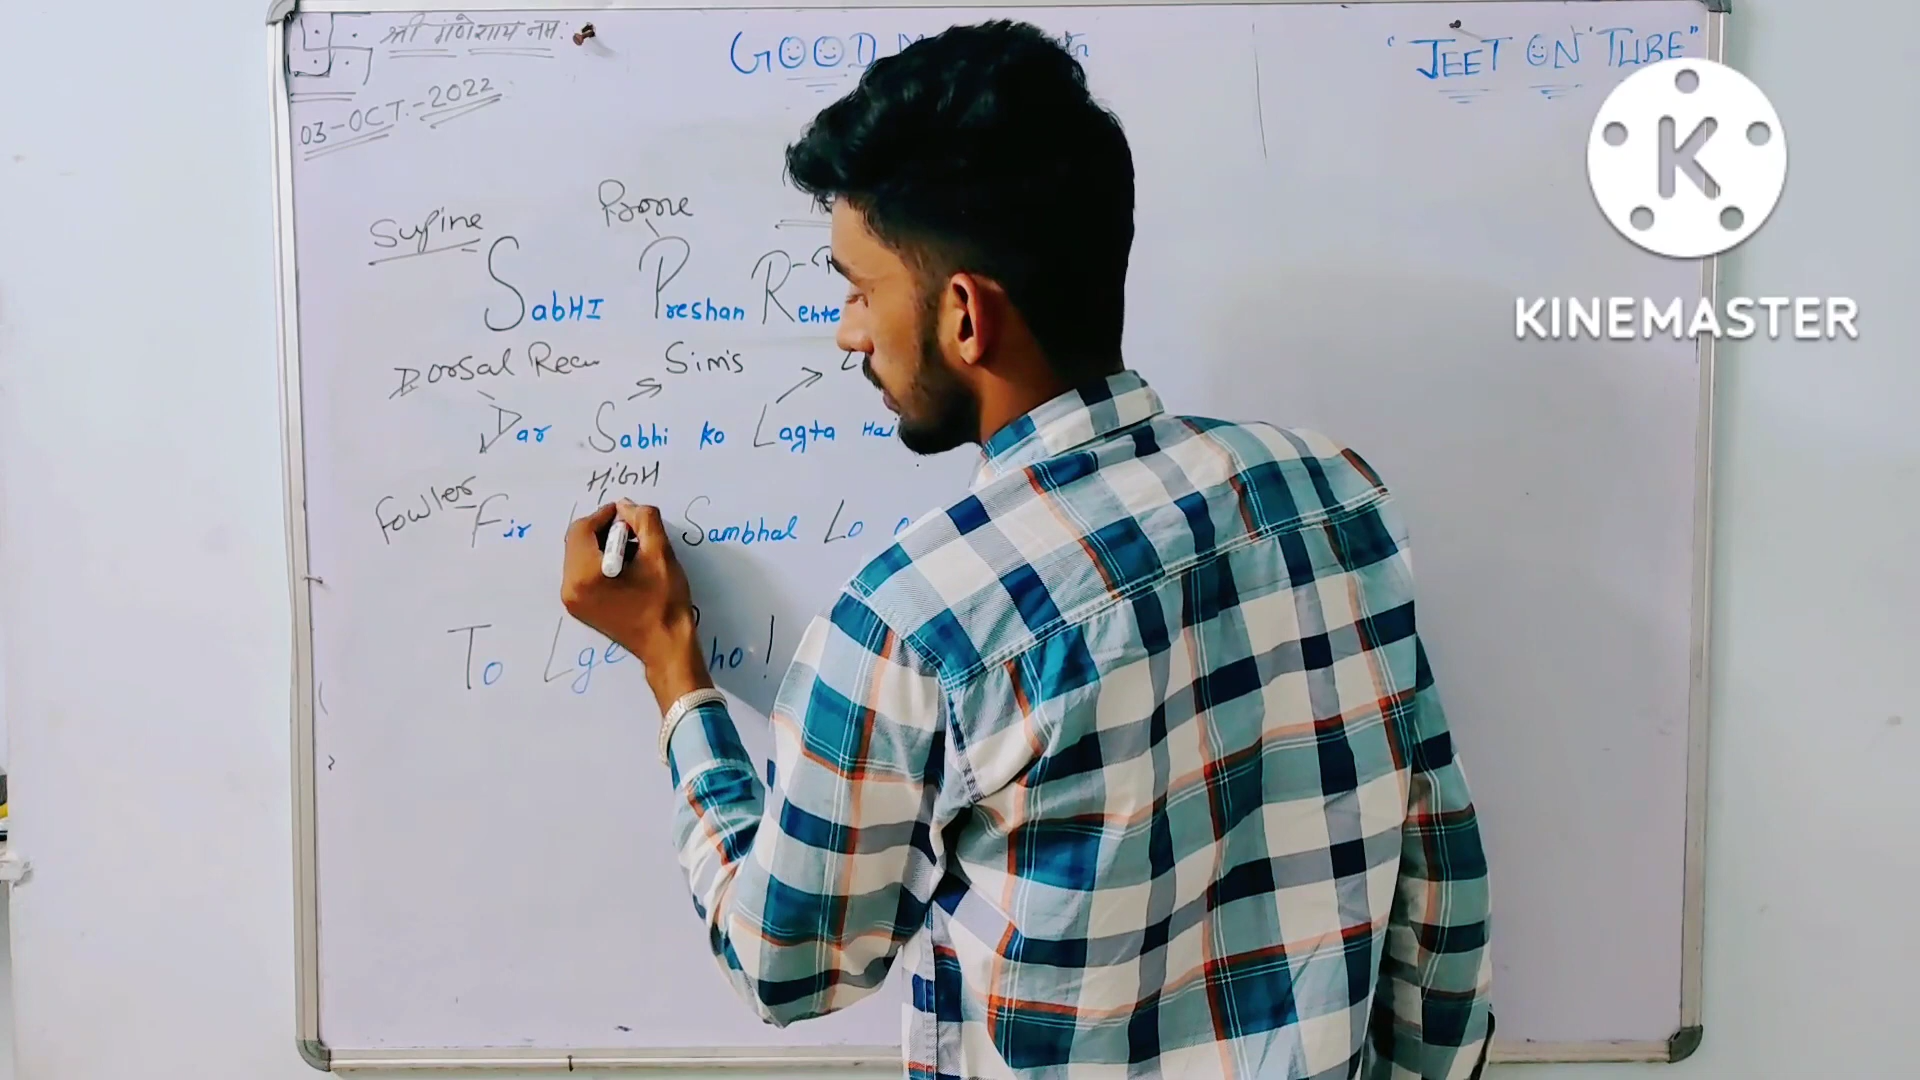 श्री गणेशाय नमः
GOOD
"JEET ON TUBE"
03-OCT.-2022
KINEMASTER
Supine
Prone
SabHI Preshan Rehte
Dorsal Recu
Sim's
Dar Sabhi Ko Lagta Hai
HiGH
Fowler
Fir Sambhal Lo
To Lge ho!